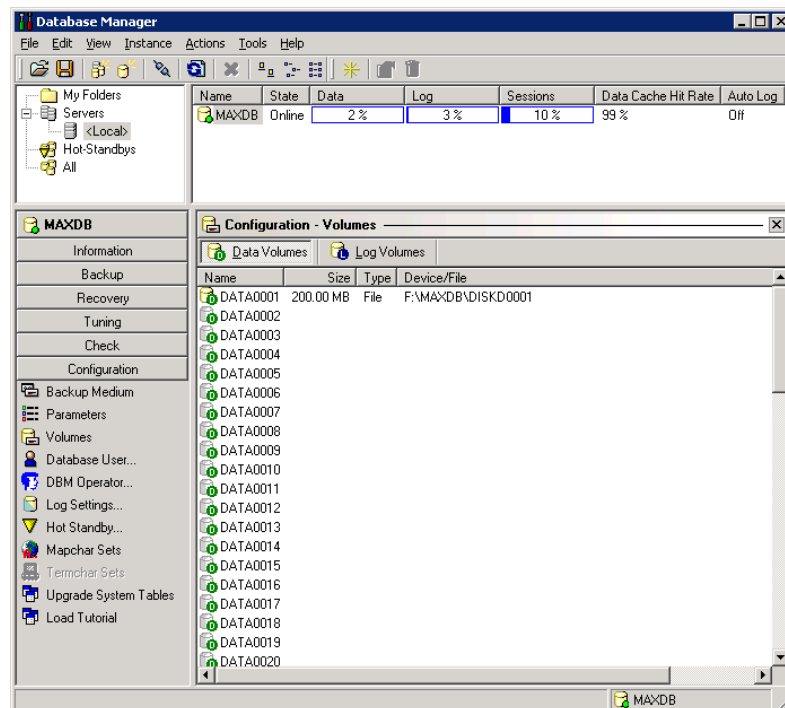 Database Manager
File Edit View Instance Actions Tools Help
My Folders
Servers
<Local>
Hot-Standbys
All
Name State Data Log Sessions Data Cache Hit Rate Auto Log
MAXDB Online 2 % 3 % 10 % 99 % Off
MAXDB
Information
Backup
Recovery
Tuning
Check
Configuration
Backup Medium
Parameters
Volumes
Database User...
DBM Operator...
Log Settings...
Hot Standby...
Mapchar Sets
Termchar Sets
Upgrade System Tables
Load Tutorial
Configuration - Volumes
Data Volumes Log Volumes
Name Size Type Device/File
DATA0001 200.00 MB File F:\MAXDB\DISKD0001
DATA0002
DATA0003
DATA0004
DATA0005
DATA0006
DATA0007
DATA0008
DATA0009
DATA0010
DATA0011
DATA0012
DATA0013
DATA0014
DATA0015
DATA0016
DATA0017
DATA0018
DATA0019
DATA0020
MAXDB